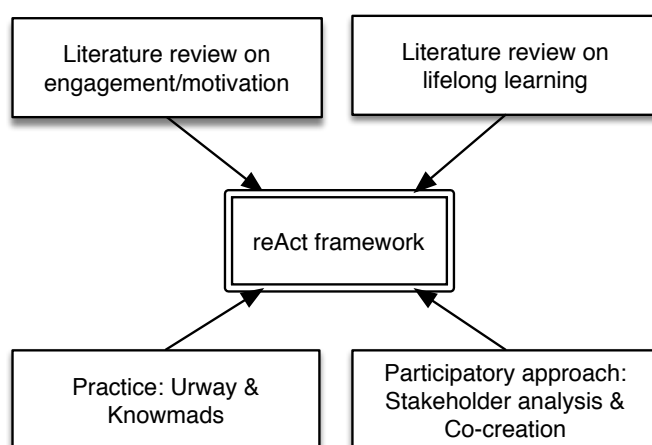 Literature review on
engagement/motivation
Literature review on
lifelong learning
reAct framework
Practice: Urway &
Knowmads
Participatory approach:
Stakeholder analysis &
Co-creation